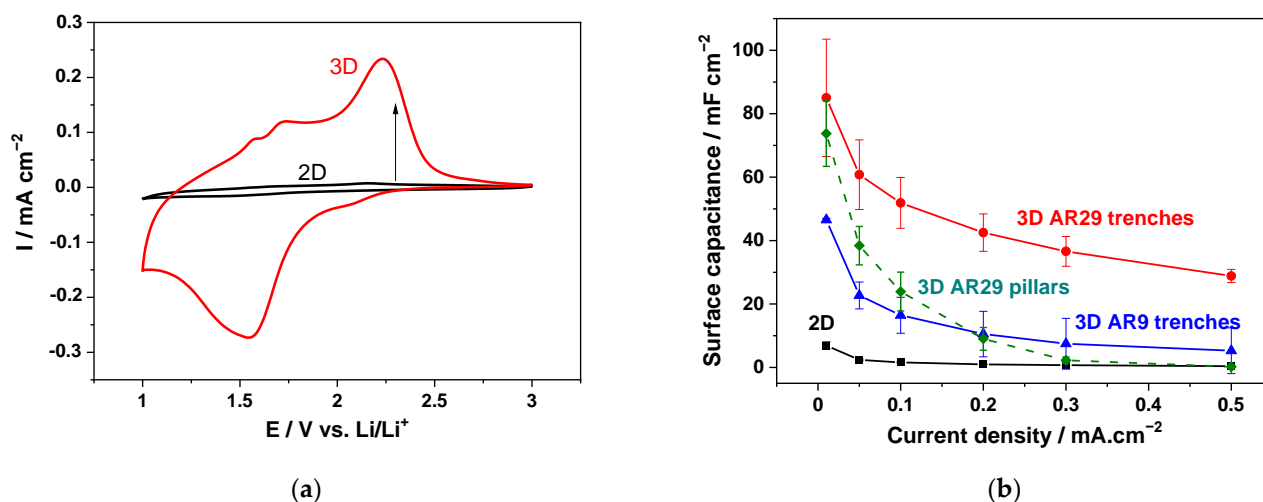 0.3
0.2
0.1
0.0
-0.1
-0.2
-0.3
I / mA cm⁻²
3D
2D
1
1.5
2
2.5
3
E / V vs. Li/Li⁺
(a)
100
80
60
40
20
0
Surface capacitance / mF cm⁻²
3D AR29 trenches
3D AR29 pillars
3D AR9 trenches
2D
0
0.1
0.2
0.3
0.4
0.5
Current density / mA.cm⁻²
(b)